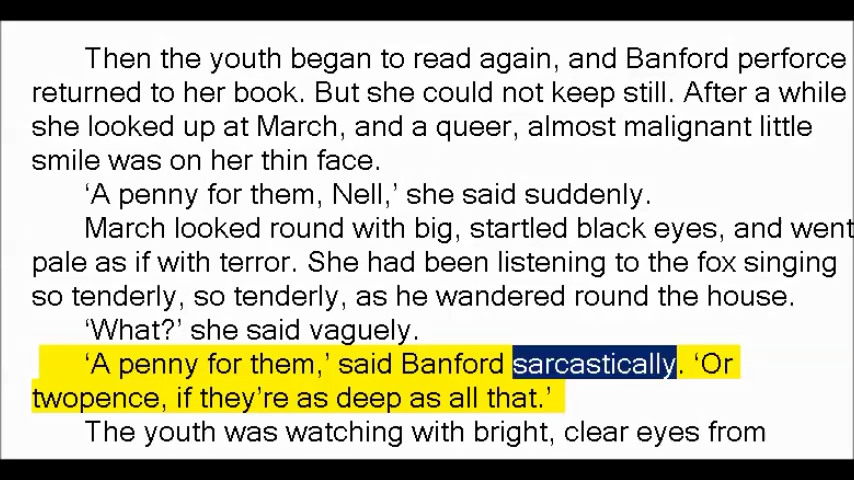 Then the youth began to read again, and Banford perforce
returned to her book. But she could not keep still. After a while
she looked up at March, and a queer, almost malignant little
smile was on her thin face.
‘A penny for them, Nell,’ she said suddenly.
March looked round with big, startled black eyes, and went
pale as if with terror. She had been listening to the fox singing
so tenderly, so tenderly, as he wandered round the house.
‘What?’ she said vaguely.
‘A penny for them,’ said Banford sarcastically. ‘Or
twopence, if they’re as deep as all that.’
The youth was watching with bright, clear eyes from